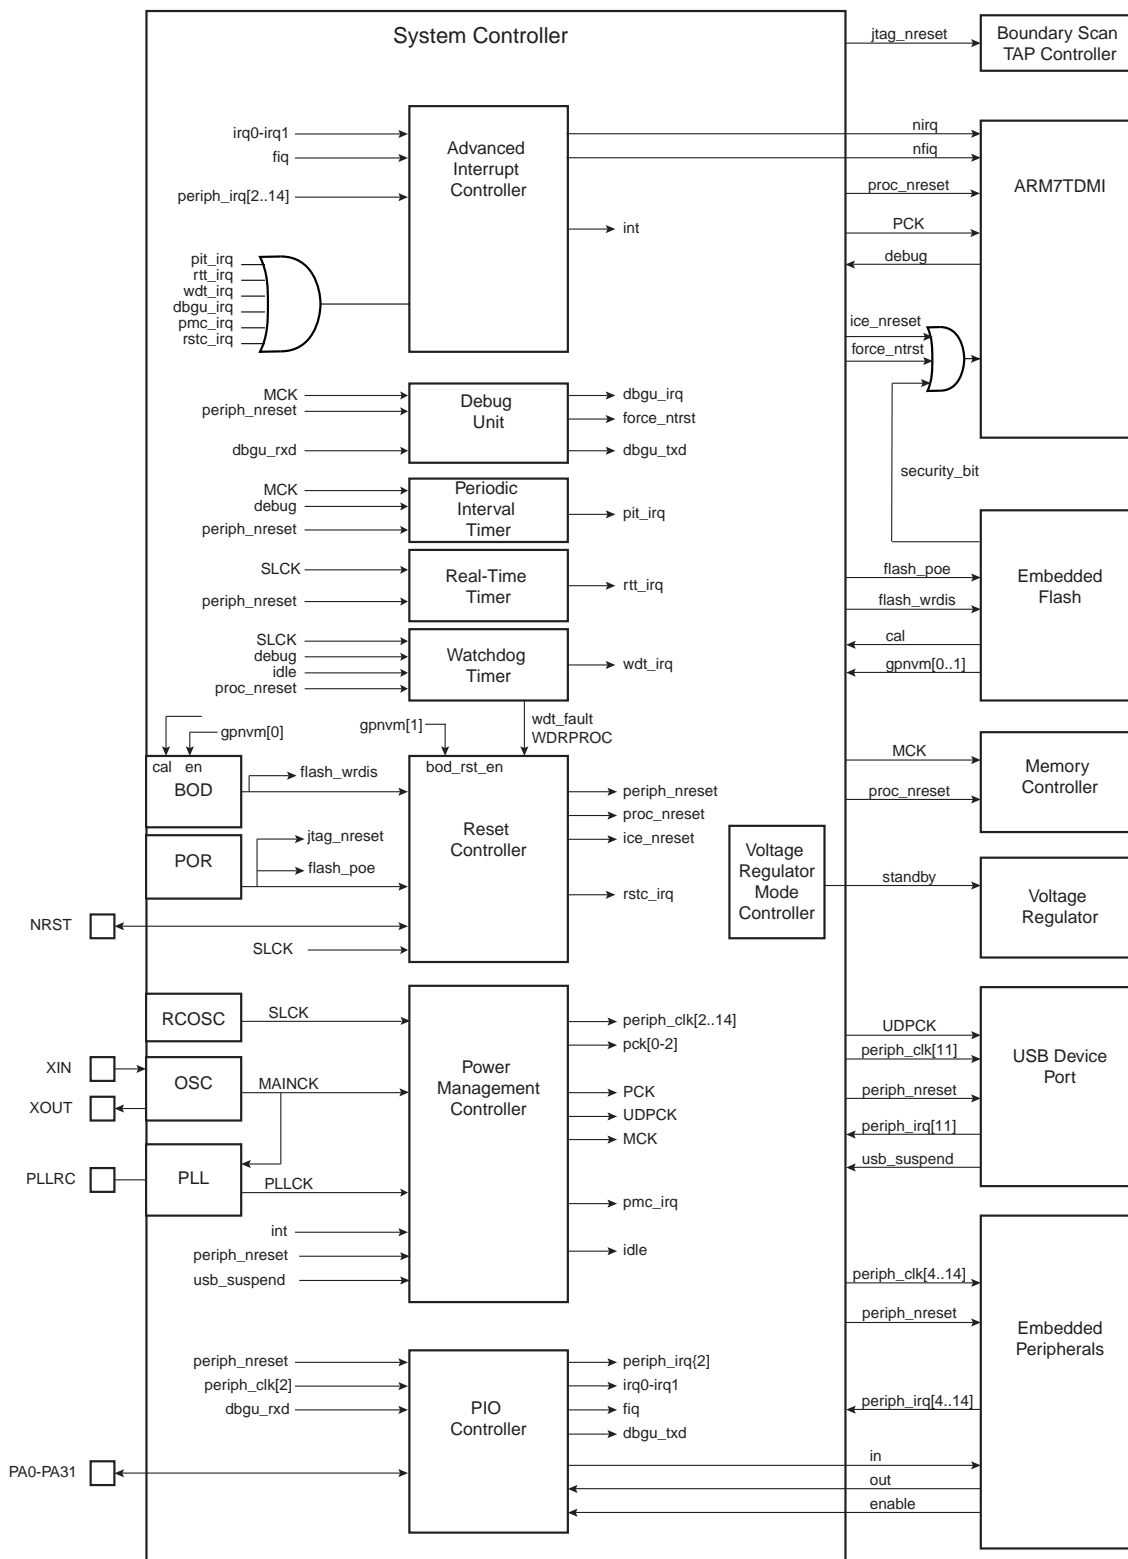 System Controller
jtag_nreset
Boundary Scan
TAP Controller
irq0-irq1
fiq
periph_irq[2..14]
pit_irq
rtt_irq
wdt_irq
dbgu_irq
pmc_irq
rstc_irq
Advanced
Interrupt
Controller
int
nirq
nfiq
proc_nreset
PCK
debug
ice_nreset
force_ntrst
security_bit
ARM7TDMI
MCK
periph_nreset
dbgu_rxd
Debug
Unit
dbgu_irq
force_ntrst
dbgu_txd
MCK
debug
periph_nreset
Periodic
Interval
Timer
pit_irq
SLCK
periph_nreset
Real-Time
Timer
rtt_irq
flash_poe
flash_wrdis
cal
gpnvm[0..1]
Embedded
Flash
SLCK
debug
idle
proc_nreset
Watchdog
Timer
wdt_irq
wdt_fault
WDRPROC
gpnvm[0]
gpnvm[1]
cal
en
BOD
flash_wrdis
bod_rst_en
Reset
Controller
periph_nreset
proc_nreset
ice_nreset
rstc_irq
POR
jtag_nreset
flash_poe
NRST
SLCK
MCK
proc_nreset
Memory
Controller
Voltage
Regulator
Mode
Controller
standby
Voltage
Regulator
RCOSC
SLCK
XIN
OSC
MAINCK
XOUT
PLLRC
PLL
PLLCK
int
periph_nreset
usb_suspend
Power
Management
Controller
periph_clk[2..14]
pck[0-2]
PCK
UDPCK
MCK
pmc_irq
idle
UDPCK
periph_clk[11]
periph_nreset
periph_irq[11]
usb_suspend
USB Device
Port
periph_nreset
periph_clk[2]
dbgu_rxd
PA0-PA31
PIO
Controller
periph_irq{2]
irq0-irq1
fiq
dbgu_txd
periph_clk[4..14]
periph_nreset
periph_irq[4..14]
in
out
enable
Embedded
Peripherals